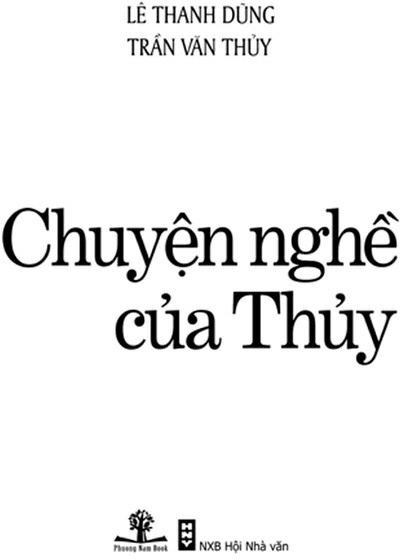 LÊ THANH DŨNG
TRẦN VĂN THỦY
Chuyện nghề
của Thủy
Phuong Nam Book
NXB Hội Nhà văn